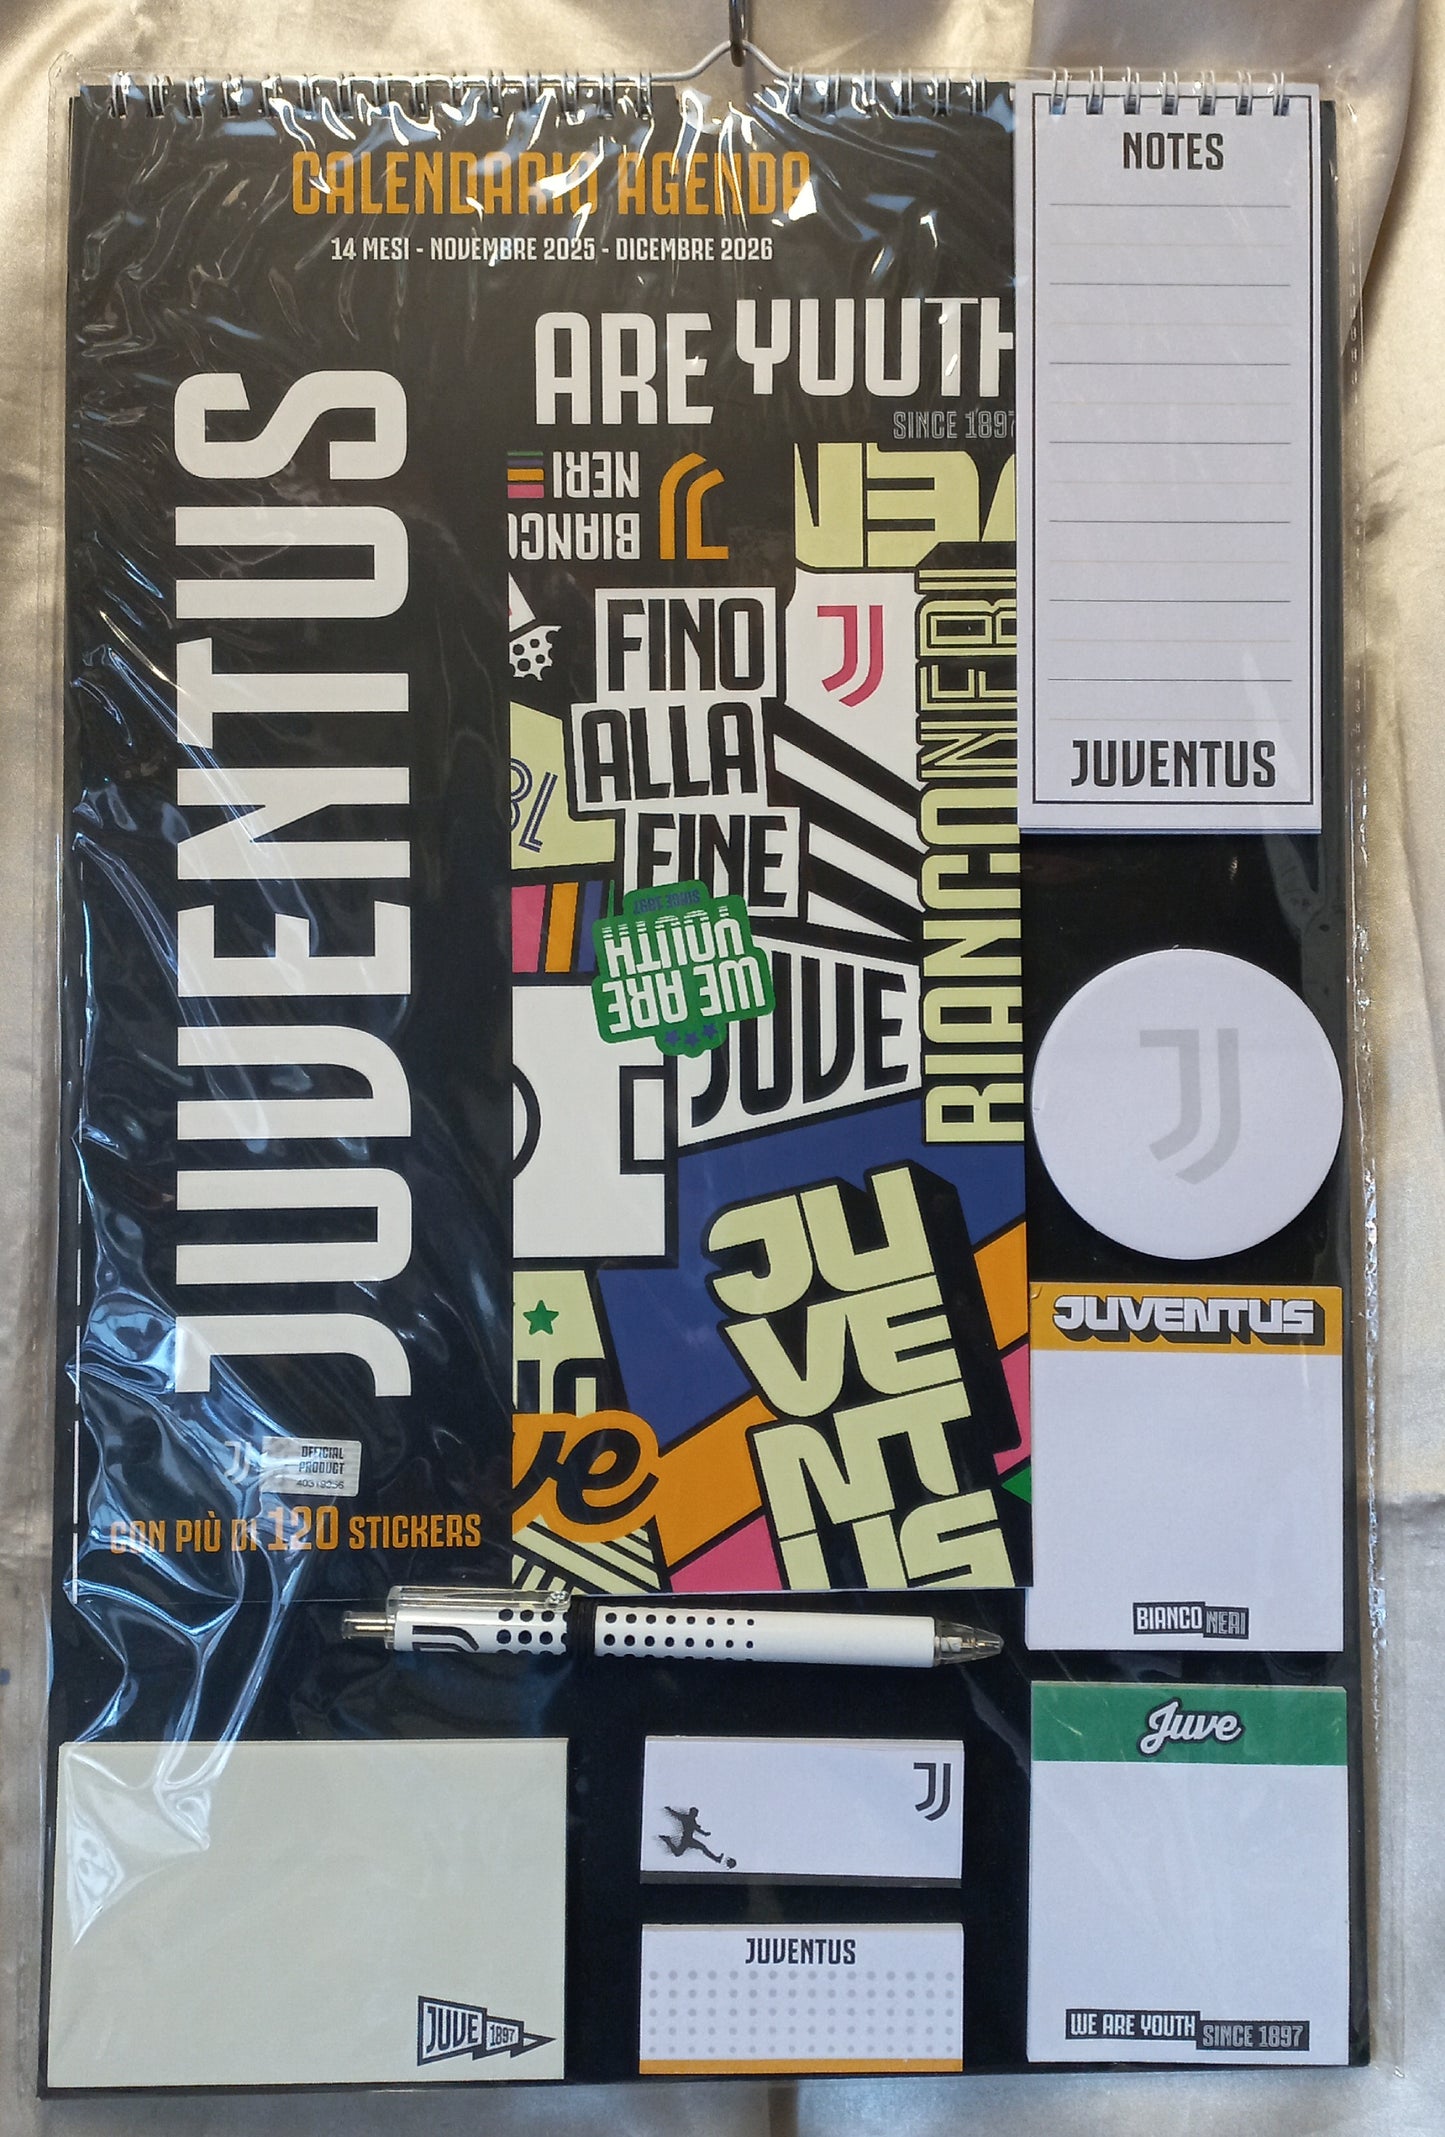 CALENDARIO AGENDA
14 MESI - NOVEMBRE 2025 - DICEMBRE 2026
JUVENTUS
ARE YOUTH
SINCE 1897
BIANCO
NERI
FINO
ALLA
FINE
JUVE
BIANCONERI
WE ARE
YOUTH
SINCE 1897
JU
VE
NT
US
OFFICIAL
PRODUCT
CON PIÙ DI 120 STICKERS
NOTES
JUVENTUS
JUVENTUS
BIANCONERI
Juve
WE ARE YOUTH SINCE 1897
JUVENTUS
JUVE 1897